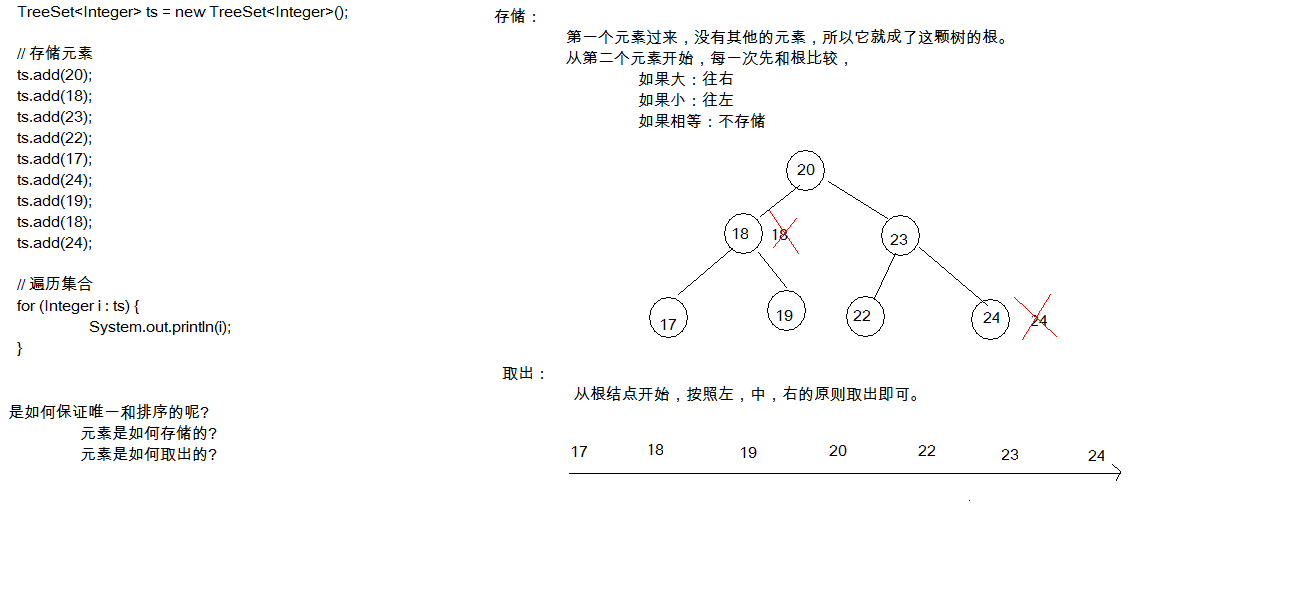 TreeSet<Integer> ts = new TreeSet<Integer>();
// 存储元素
ts.add(20);
ts.add(18);
ts.add(23);
ts.add(22);
ts.add(17);
ts.add(24);
ts.add(19);
ts.add(18);
ts.add(24);
// 遍历集合
for (Integer i : ts) {
System.out.println(i);
}
是如何保证唯一和排序的呢?
元素是如何存储的?
元素是如何取出的?
存储：
第一个元素过来，没有其他的元素，所以它就成了这颗树的根。
从第二个元素开始，每一次先和根比较，
如果大：往右
如果小：往左
如果相等：不存储
20
18 18 23
17 19 22 24 24
取出：
从根结点开始，按照左，中，右的原则取出即可。
17 18 19 20 22 23 24